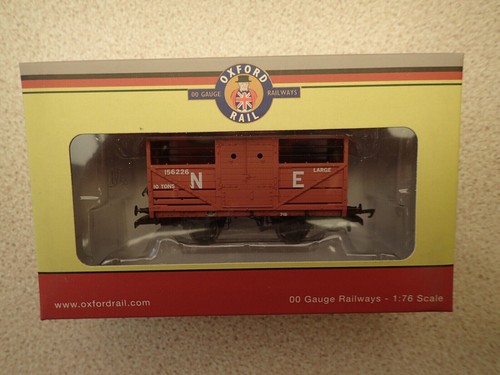 OXFORD
00 GAUGE RAILWAYS
RAIL
156226 LARGE
N E
10 TONS
www.oxfordrail.com
00 Gauge Railways - 1:76 Scale